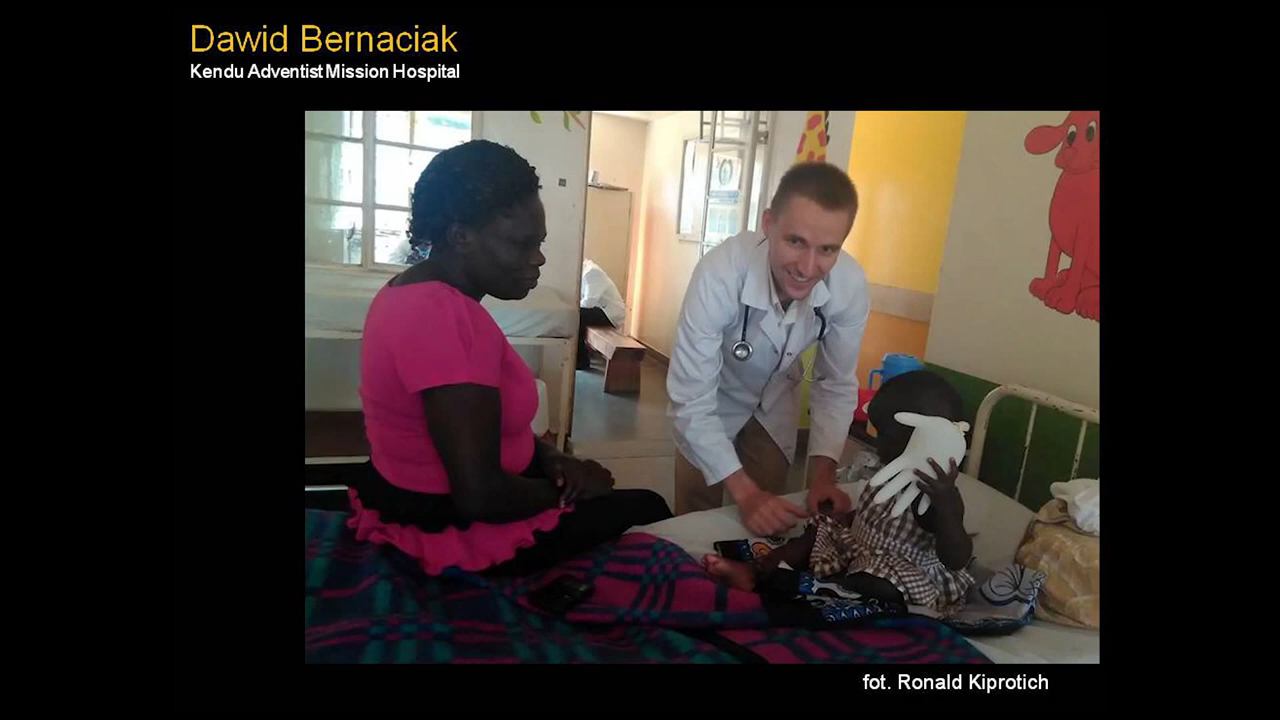 Dawid Bernaciak
Kendu Adventist Mission Hospital
fot. Ronald Kiprotich